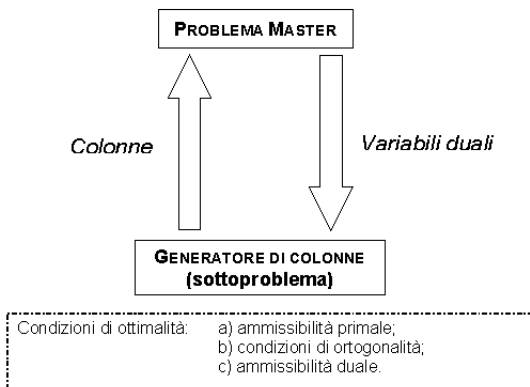 PROBLEMA MASTER
Colonne
Variabili duali
GENERATORE DI COLONNE
(sottoproblema)
Condizioni di ottimalità: a) ammissibilità primale;
b) condizioni di ortogonalità;
c) ammissibilità duale.